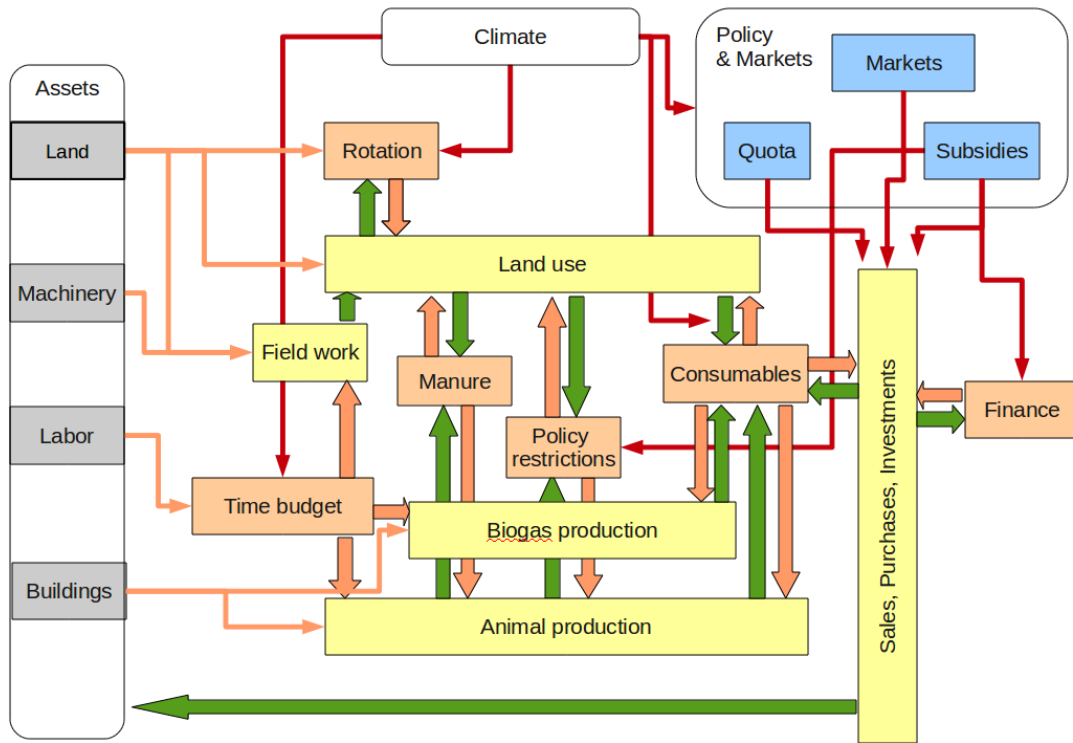 Climate
Policy
& Markets
Markets
Assets
Land
Rotation
Quota
Subsidies
Land use
Machinery
Field work
Manure
Consumables
Finance
Labor
Policy
restrictions
Time budget
Biogas production
Buildings
Animal production
Sales, Purchases, Investments